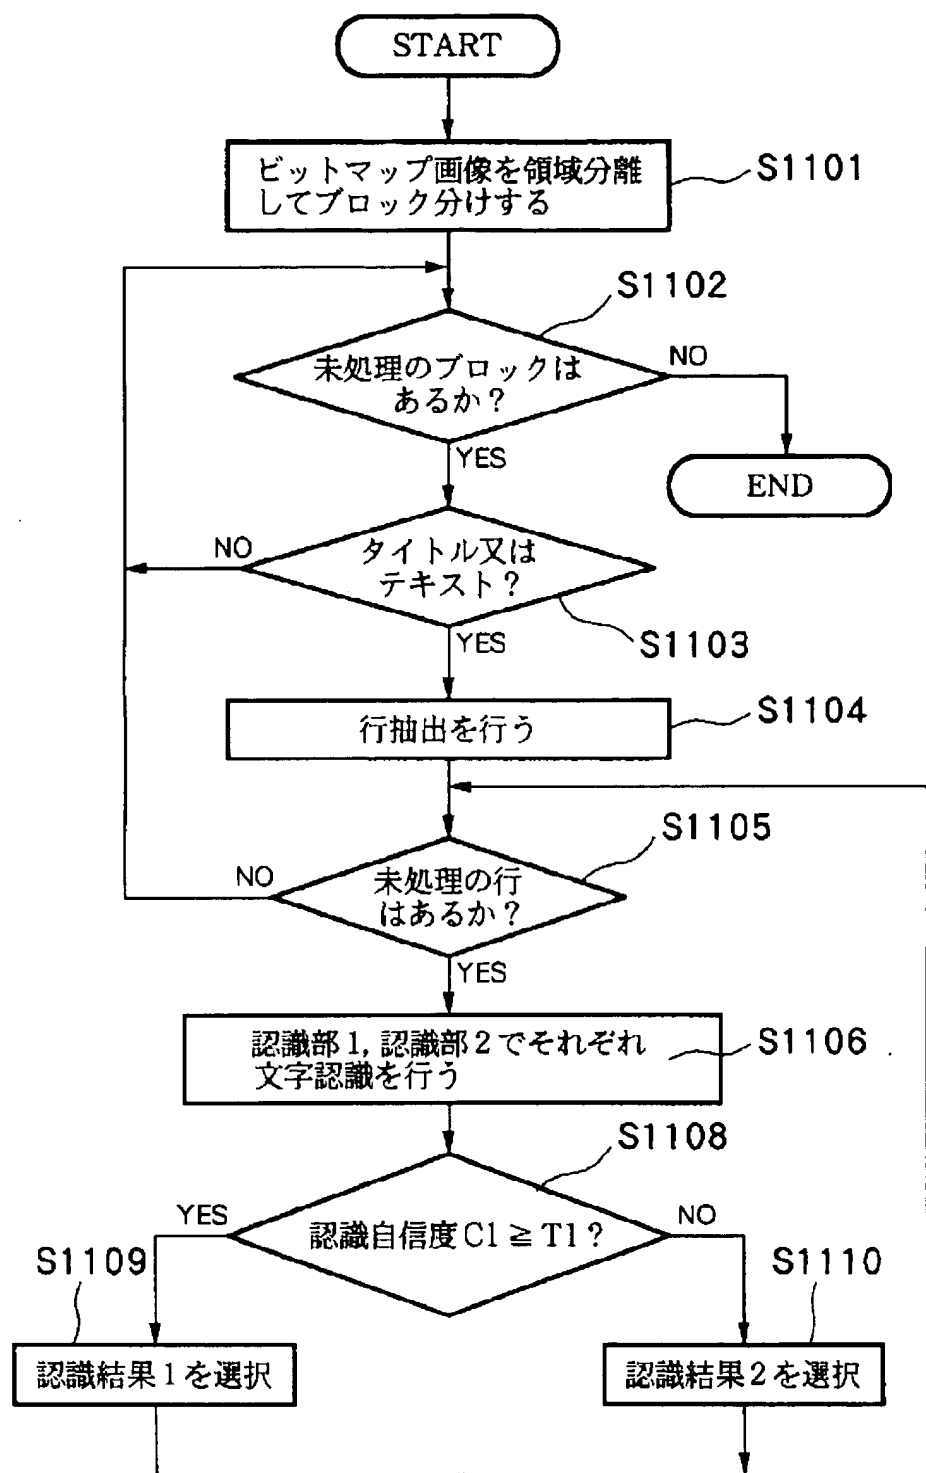 START
ビットマップ画像を領域分離
してブロック分けする
S1101
S1102
未処理のブロックは
あるか?
NO
YES
END
タイトル又は
テキスト?
NO
YES
S1103
行抽出を行う
S1104
S1105
未処理の行
はあるか?
NO
YES
認識部1, 認識部2でそれぞれ
文字認識を行う
S1106
S1108
認識自信度 C1 ≧ T1?
YES
NO
S1109
S1110
認識結果1を選択
認識結果2を選択